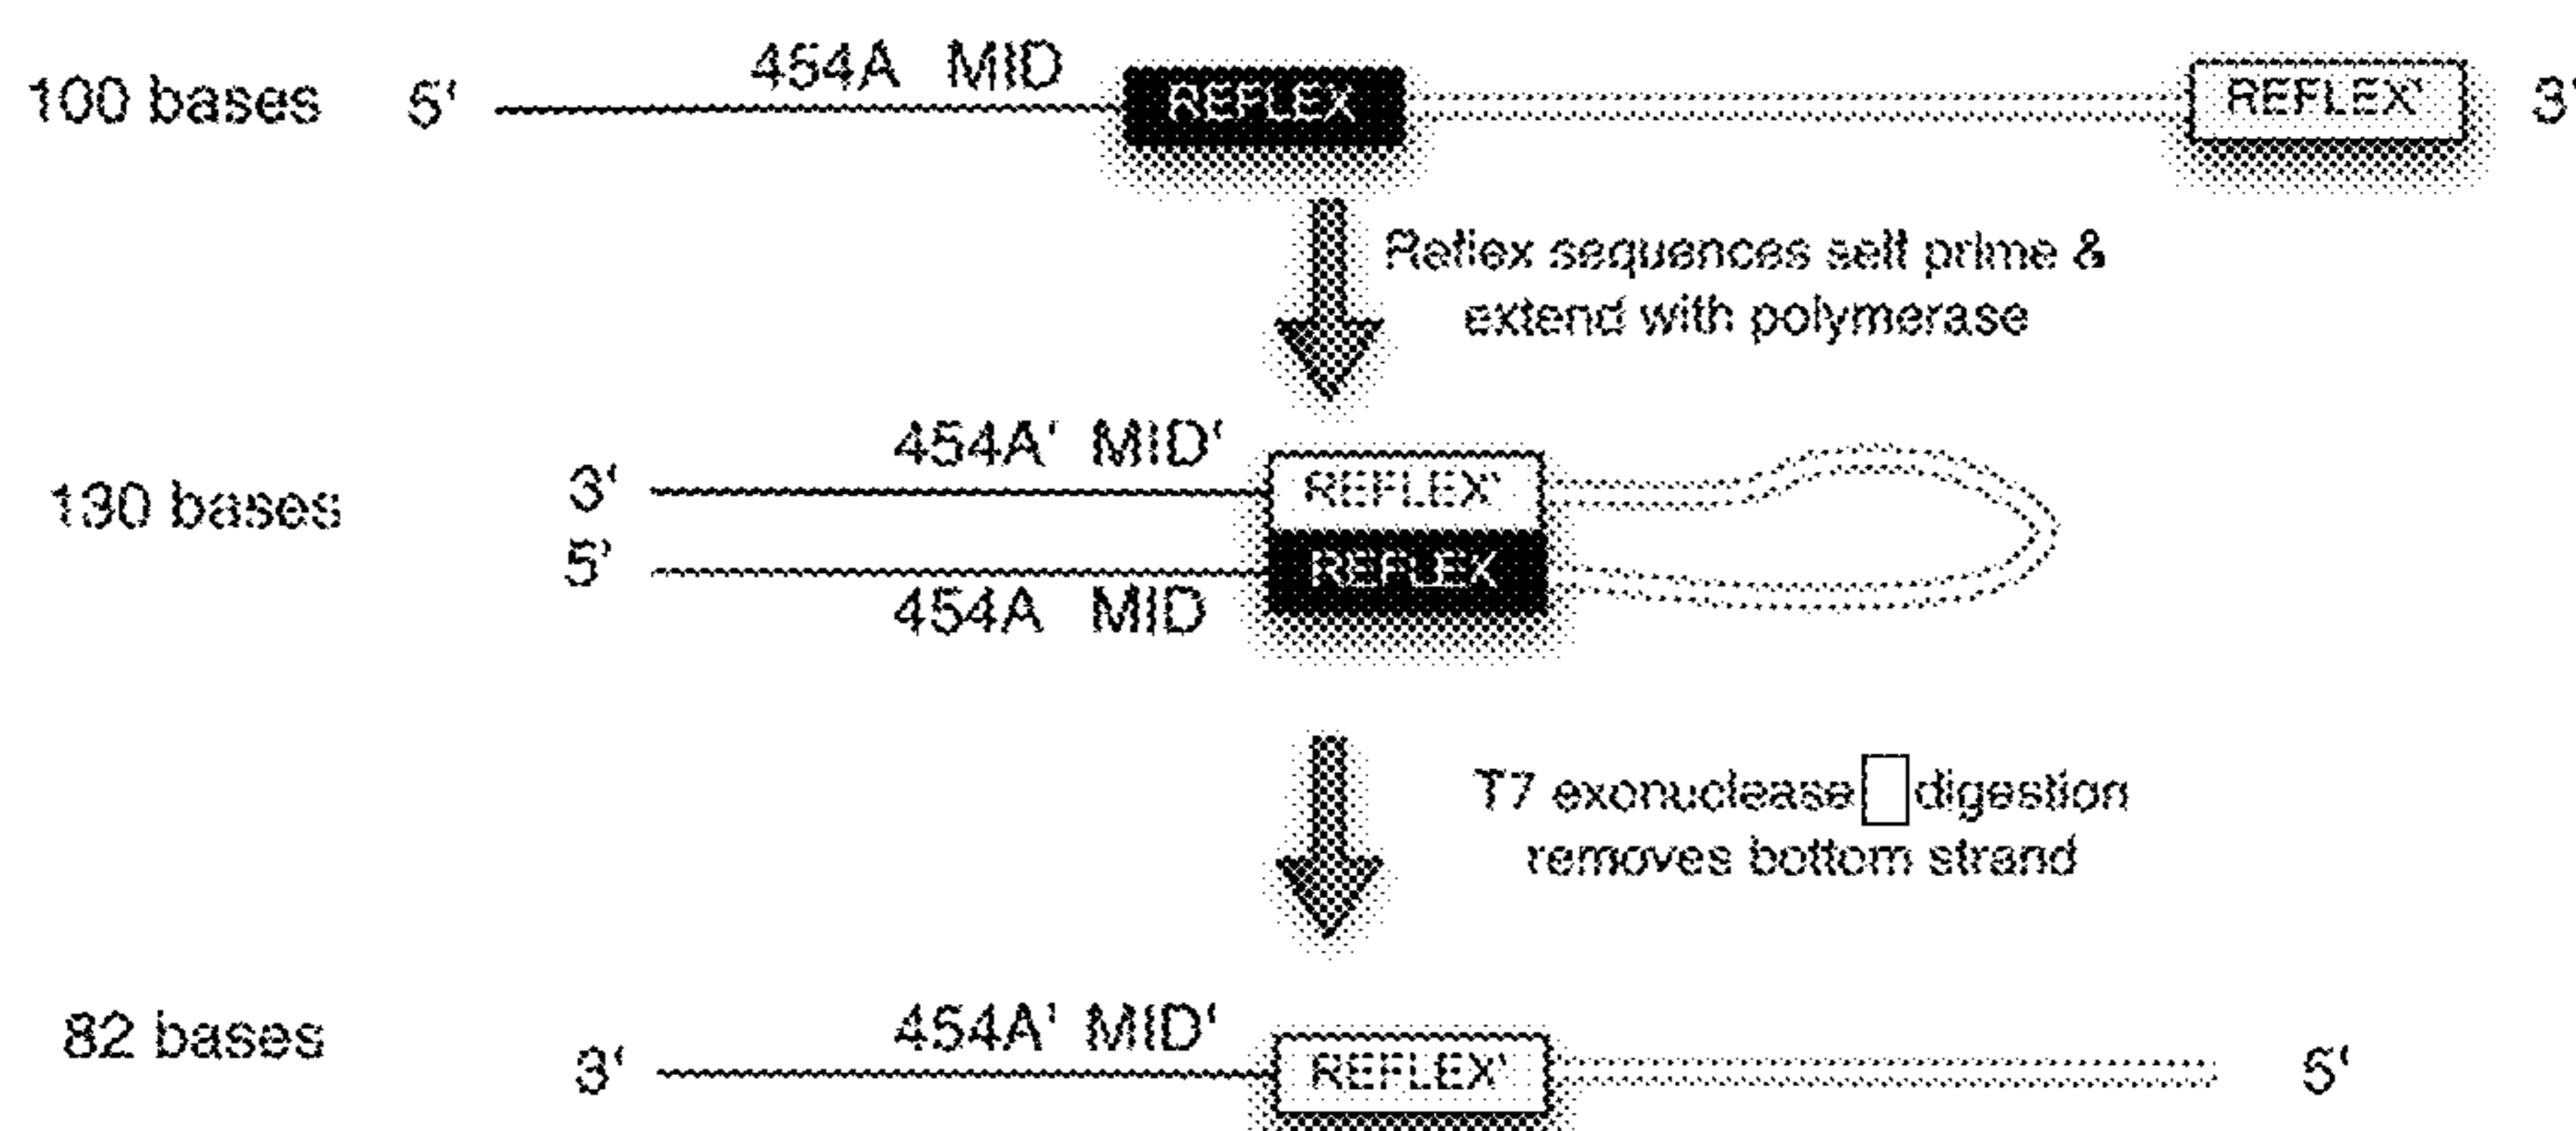 454A MID
100 bases 5' REFLEX REFLEX' 3'
Reflex sequences self prime &
extend with polymerase
454A' MID'
130 bases 3' REFLEX'
5' REFLEX
454A MID
T7 exonuclease digestion
removes bottom strand
454A' MID'
82 bases 3' REFLEX' 5'